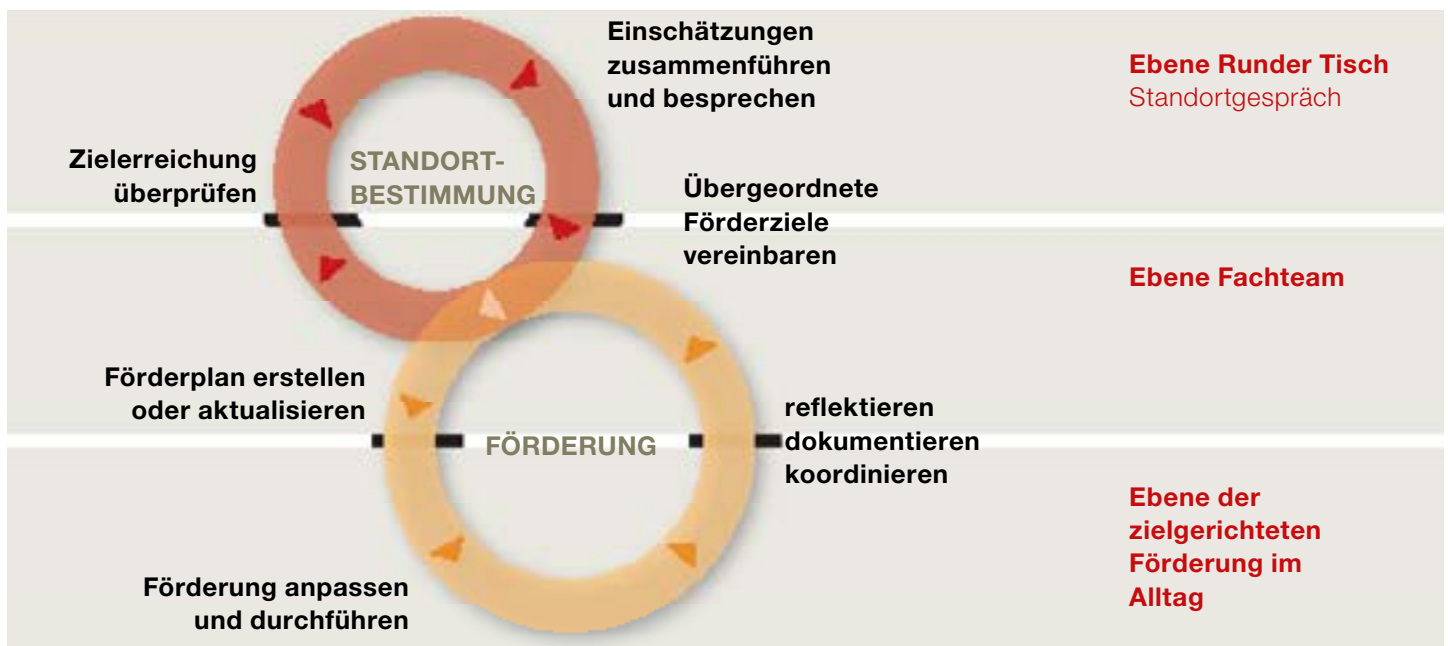 Einschätzungen
zusammenführen
und besprechen
Ebene Runder Tisch
Standortgespräch
Zielerreichung
überprüfen
STANDORT-
BESTIMMUNG
Übergeordnete
Förderziele
vereinbaren
Ebene Fachteam
Förderplan erstellen
oder aktualisieren
FÖRDERUNG
reflektieren
dokumentieren
koordinieren
Ebene der
zielgerichteten
Förderung im
Alltag
Förderung anpassen
und durchführen